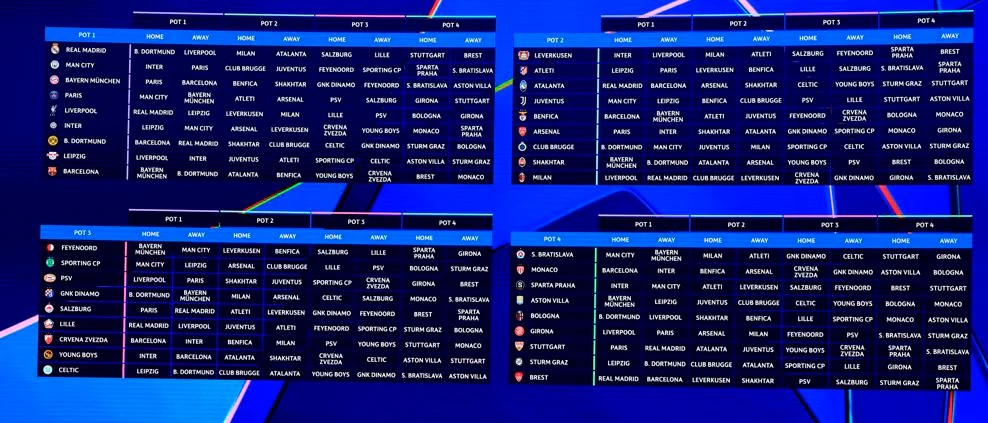 POT 1 POT 2 POT 3 POT 4
POT 1 HOME AWAY HOME AWAY HOME AWAY HOME AWAY
REAL MADRID B. DORTMUND LIVERPOOL MILAN ATALANTA SALZBURG LILLE STUTTGART BREST
MAN CITY INTER PARIS CLUB BRUGGE JUVENTUS FEYENOORD SPORTING CP SPARTA PRAHA S. BRATISLAVA
BAYERN MÜNCHEN PARIS BARCELONA BENFICA SHAKHTAR GNK DINAMO FEYENOORD S. BRATISLAVA ASTON VILLA
PARIS MAN CITY BAYERN MÜNCHEN ATLETI ARSENAL PSV SALZBURG GIRONA STUTTGART
LIVERPOOL REAL MADRID LEIPZIG LEVERKUSEN MILAN LILLE PSV BOLOGNA GIRONA
INTER LEIPZIG MAN CITY ARSENAL LEVERKUSEN CRVENA ZVEZDA YOUNG BOYS MONACO SPARTA PRAHA
B. DORTMUND BARCELONA REAL MADRID SHAKHTAR CLUB BRUGGE CELTIC GNK DINAMO STURM GRAZ BOLOGNA
LEIPZIG LIVERPOOL INTER JUVENTUS ATLETI SPORTING CP CELTIC ASTON VILLA STURM GRAZ
BARCELONA BAYERN MÜNCHEN B. DORTMUND ATALANTA BENFICA YOUNG BOYS CRVENA ZVEZDA BREST MONACO
POT 1 POT 2 POT 3 POT 4
POT 2 HOME AWAY HOME AWAY HOME AWAY HOME AWAY
LEVERKUSEN INTER LIVERPOOL MILAN ATLETI SALZBURG FEYENOORD SPARTA PRAHA BREST
ATLETI LEIPZIG PARIS LEVERKUSEN BENFICA LILLE SALZBURG S. BRATISLAVA SPARTA PRAHA
ATALANTA REAL MADRID BARCELONA ARSENAL SHAKHTAR CELTIC YOUNG BOYS STURM GRAZ STUTTGART
JUVENTUS MAN CITY LEIPZIG BENFICA CLUB BRUGGE PSV LILLE STUTTGART ASTON VILLA
BENFICA BARCELONA BAYERN MÜNCHEN ATLETI JUVENTUS FEYENOORD CRVENA ZVEZDA BOLOGNA MONACO
ARSENAL PARIS INTER SHAKHTAR ATALANTA GNK DINAMO SPORTING CP MONACO GIRONA
CLUB BRUGGE B. DORTMUND MAN CITY JUVENTUS MILAN SPORTING CP CELTIC ASTON VILLA STURM GRAZ
SHAKHTAR BAYERN MÜNCHEN B. DORTMUND ATALANTA ARSENAL YOUNG BOYS PSV BREST BOLOGNA
MILAN LIVERPOOL REAL MADRID CLUB BRUGGE LEVERKUSEN CRVENA ZVEZDA GNK DINAMO GIRONA S. BRATISLAVA
POT 1 POT 2 POT 3 POT 4
POT 3 HOME AWAY HOME AWAY HOME AWAY HOME AWAY
FEYENOORD BAYERN MÜNCHEN MAN CITY LEVERKUSEN BENFICA SALZBURG LILLE SPARTA PRAHA GIRONA
SPORTING CP MAN CITY LEIPZIG ARSENAL CLUB BRUGGE LILLE PSV BOLOGNA STURM GRAZ
PSV LIVERPOOL PARIS SHAKHTAR JUVENTUS SPORTING CP CRVENA ZVEZDA GIRONA BREST
GNK DINAMO B. DORTMUND BAYERN MÜNCHEN MILAN ARSENAL CELTIC SALZBURG MONACO S. BRATISLAVA
SALZBURG PARIS REAL MADRID ATLETI LEVERKUSEN GNK DINAMO FEYENOORD BREST SPARTA PRAHA
LILLE REAL MADRID LIVERPOOL JUVENTUS ATLETI FEYENOORD SPORTING CP STURM GRAZ BOLOGNA
CRVENA ZVEZDA BARCELONA INTER BENFICA MILAN PSV YOUNG BOYS STUTTGART MONACO
YOUNG BOYS INTER BARCELONA ATALANTA SHAKHTAR CRVENA ZVEZDA CELTIC ASTON VILLA STUTTGART
CELTIC LEIPZIG B. DORTMUND CLUB BRUGGE ATALANTA YOUNG BOYS GNK DINAMO S. BRATISLAVA ASTON VILLA
POT 1 POT 2 POT 3 POT 4
POT 4 HOME AWAY HOME AWAY HOME AWAY HOME AWAY
S. BRATISLAVA MAN CITY BAYERN MÜNCHEN MILAN ATLETI GNK DINAMO CELTIC STUTTGART GIRONA
MONACO BARCELONA INTER BENFICA ARSENAL CRVENA ZVEZDA GNK DINAMO ASTON VILLA BOLOGNA
SPARTA PRAHA INTER MAN CITY ATLETI LEVERKUSEN SALZBURG FEYENOORD BREST STUTTGART
ASTON VILLA BAYERN MÜNCHEN LEIPZIG JUVENTUS CLUB BRUGGE CELTIC YOUNG BOYS BOLOGNA MONACO
BOLOGNA B. DORTMUND LIVERPOOL SHAKHTAR BENFICA LILLE SPORTING CP MONACO ASTON VILLA
GIRONA LIVERPOOL PARIS ARSENAL MILAN FEYENOORD PSV S. BRATISLAVA STURM GRAZ
STUTTGART PARIS REAL MADRID ATALANTA JUVENTUS YOUNG BOYS CRVENA ZVEZDA SPARTA PRAHA S. BRATISLAVA
STURM GRAZ LEIPZIG B. DORTMUND CLUB BRUGGE ATALANTA SPORTING CP LILLE GIRONA BREST
BREST REAL MADRID BARCELONA LEVERKUSEN SHAKHTAR PSV SALZBURG STURM GRAZ SPARTA PRAHA